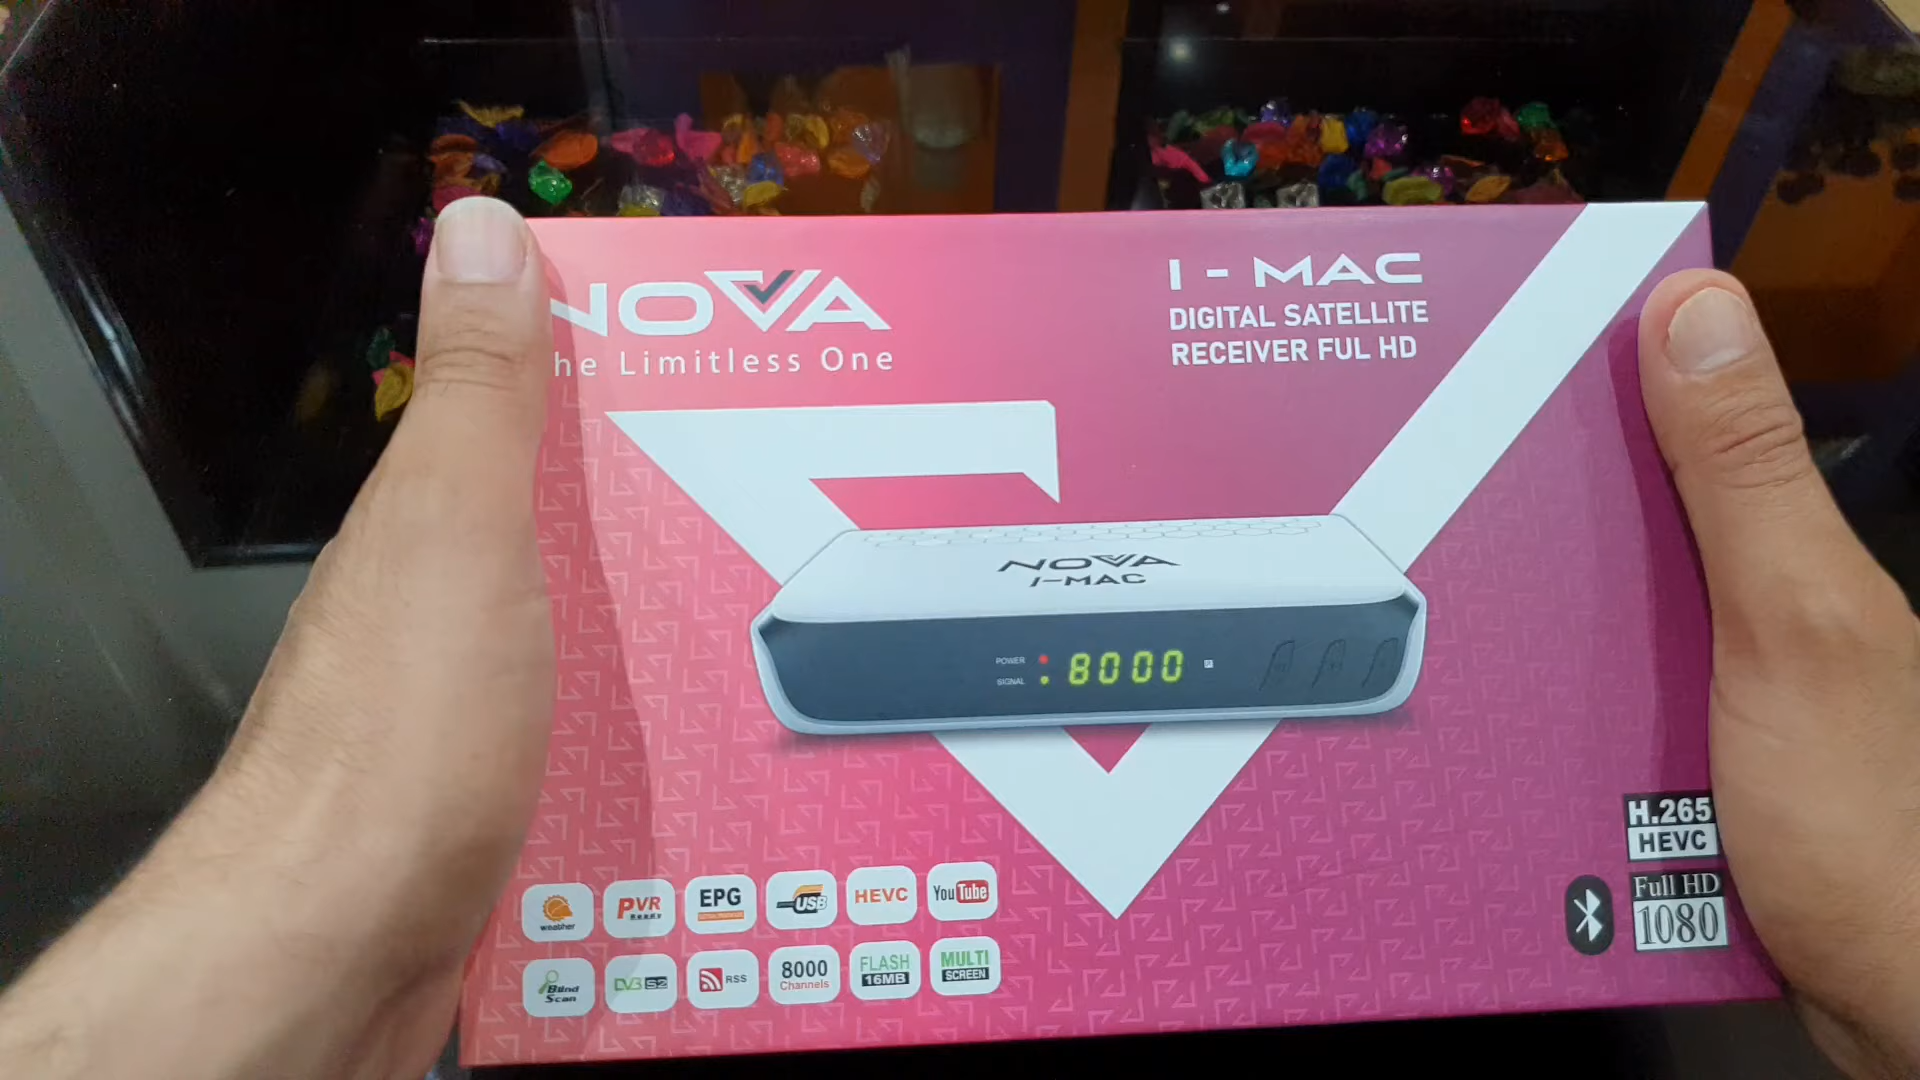 NOVA
he Limitless One
I - MAC
DIGITAL SATELLITE
RECEIVER FUL HD
NOVA
I-MAC
POWER
SIGNAL
8000
H.265
HEVC
Full HD
1080
weather
PVR
Ready
EPG
USB
HEVC
YouTube
Blind
Scan
DVB S2
RSS
8000
Channels
FLASH
16MB
MULTI
SCREEN